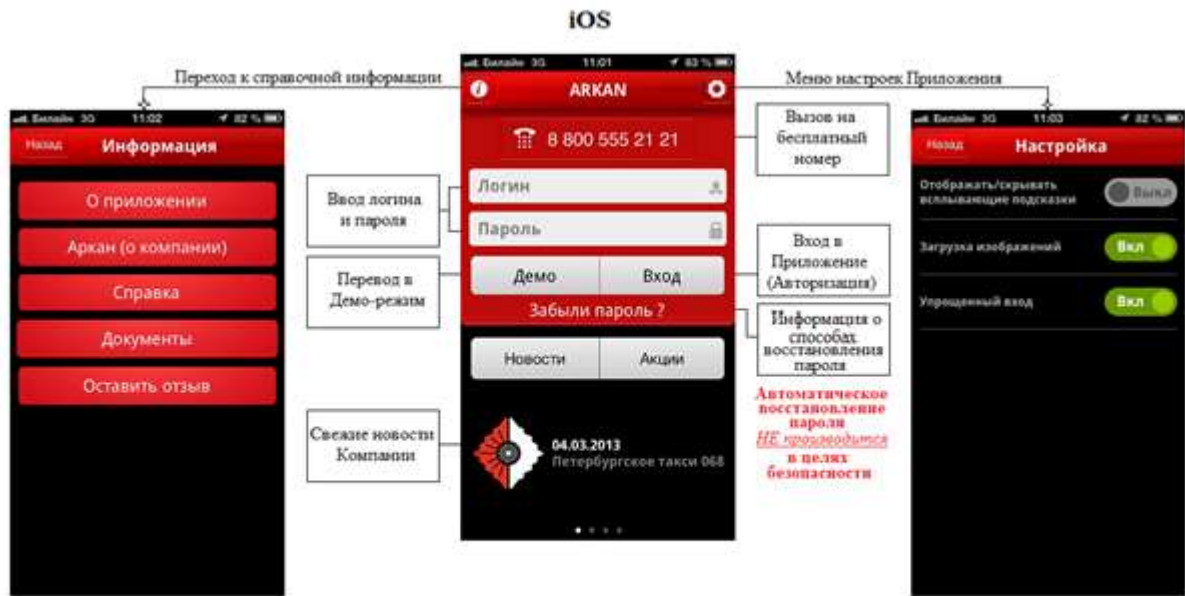 iOS
Переход к справочной информации
Меню настроек Приложения
Билайн 3G 11:02 82 %
Назад Информация
О приложении
Аркан (о компании)
Справка
Документы
Оставить отзыв
Ввод логина
и пароля
Перевод в
Демо-режим
Свежие новости
Компании
Билайн 3G 11:01 83 %
ARKAN
8 800 555 21 21
Логин
Пароль
Демо Вход
Забыли пароль ?
Новости Акции
04.03.2013
Петербургское такси 068
Вызов на
бесплатный
номер
Вход в
Приложение
(Авторизация)
Информация о
способах
восстановления
пароля
Автоматическое
восстановление
пароля
НЕ производится
в целях
безопасности
Билайн 3G 11:03 82 %
Назад Настройка
Отображать/скрывать
всплывающие подсказки
Выкл
Загрузка изображений Вкл
Упрощенный вход Вкл